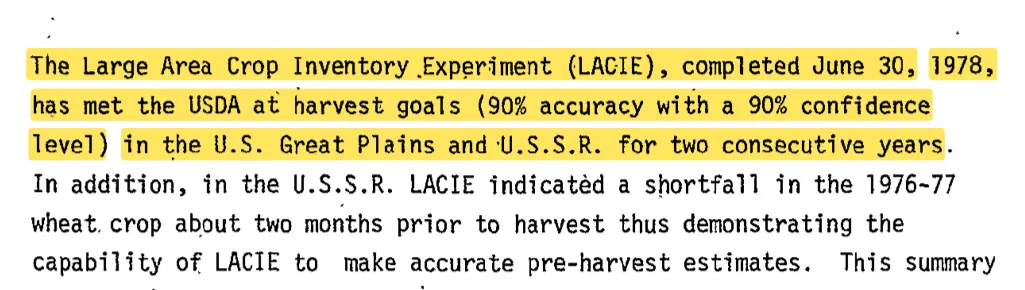 The Large Area Crop Inventory Experiment (LACIE), completed June 30, 1978,
has met the USDA at harvest goals (90% accuracy with a 90% confidence
level) in the U.S. Great Plains and U.S.S.R. for two consecutive years.
In addition, in the U.S.S.R. LACIE indicated a shortfall in the 1976-77
wheat crop about two months prior to harvest thus demonstrating the
capability of LACIE to make accurate pre-harvest estimates. This summary